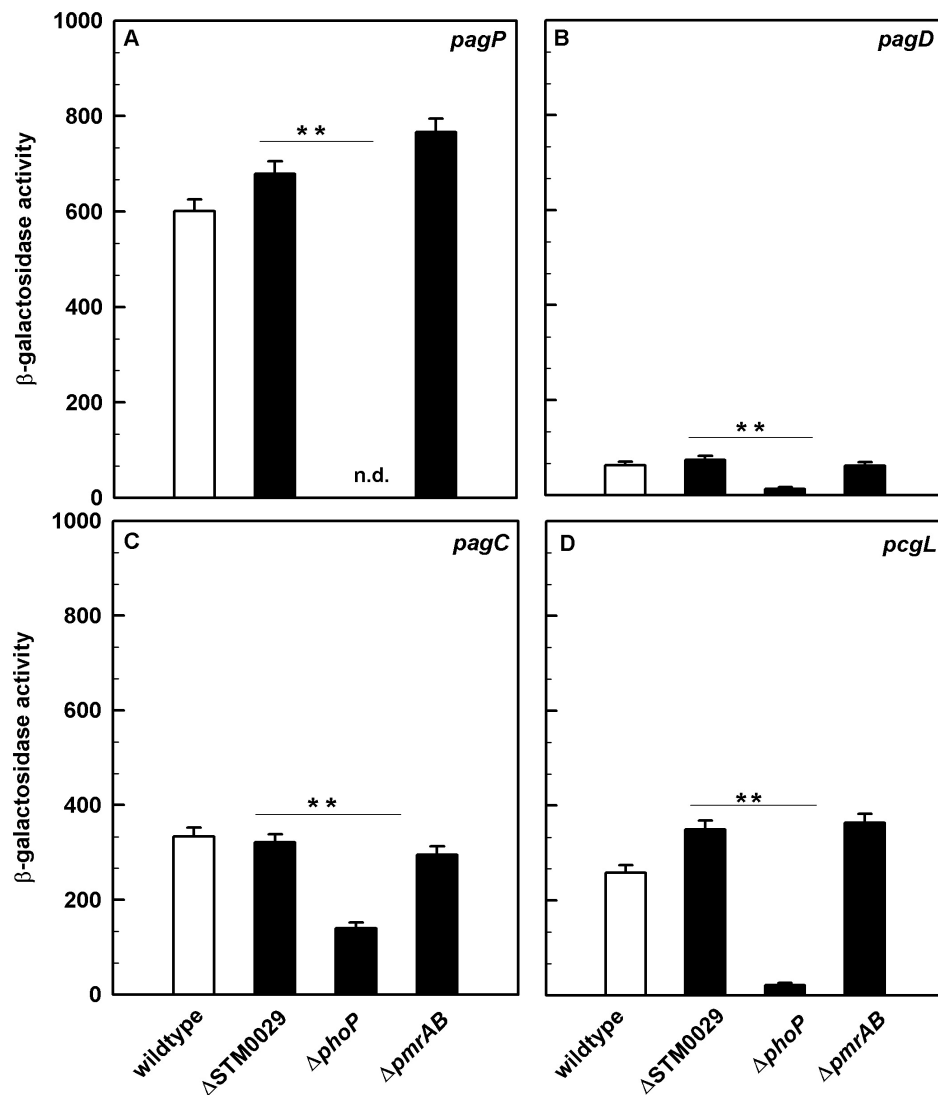 A pagP
B pagD
1000
800
600
400
200
0
β-galactosidase activity
* *
n.d.
* *
C pagC
D pcgL
1000
800
600
400
200
0
β-galactosidase activity
* *
**
wildtype
ΔSTM0029
ΔphoP
ΔpmrAB
wildtype
ΔSTM0029
ΔphoP
ΔpmrAB